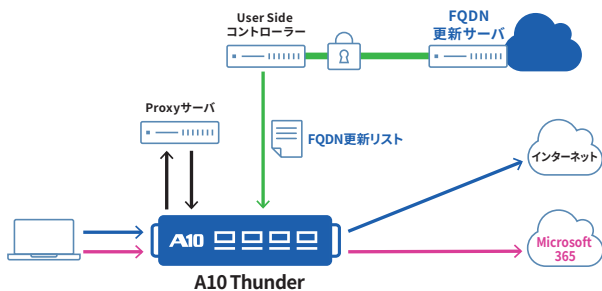 User Side
コントローラー
FQDN
更新サーバ
Proxyサーバ
FQDN更新リスト
インターネット
A10
Microsoft
365
A10 Thunder